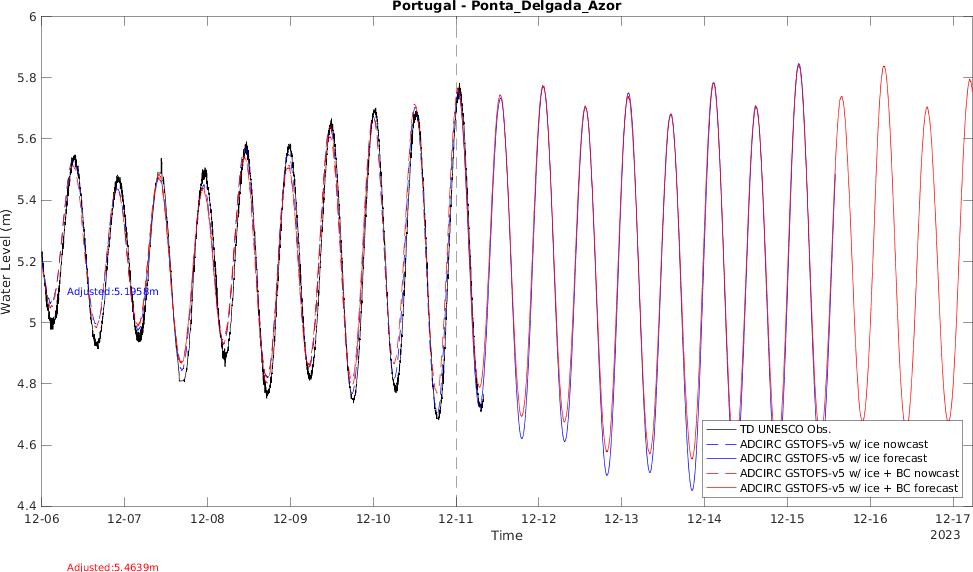 Portugal - Ponta_Delgada_Azor
6
5.8
5.6
5.4
5.2
5
4.8
4.6
4.4
Water Level (m)
Adjusted:5.1958m
TD UNESCO Obs.
ADCIRC GSTOFS-v5 w/ ice nowcast
ADCIRC GSTOFS-v5 w/ ice forecast
ADCIRC GSTOFS-v5 w/ ice + BC nowcast
ADCIRC GSTOFS-v5 w/ ice + BC forecast
12-06 12-07 12-08 12-09 12-10 12-11 12-12 12-13 12-14 12-15 12-16 12-17
Time
2023
Adjusted:5.4639m